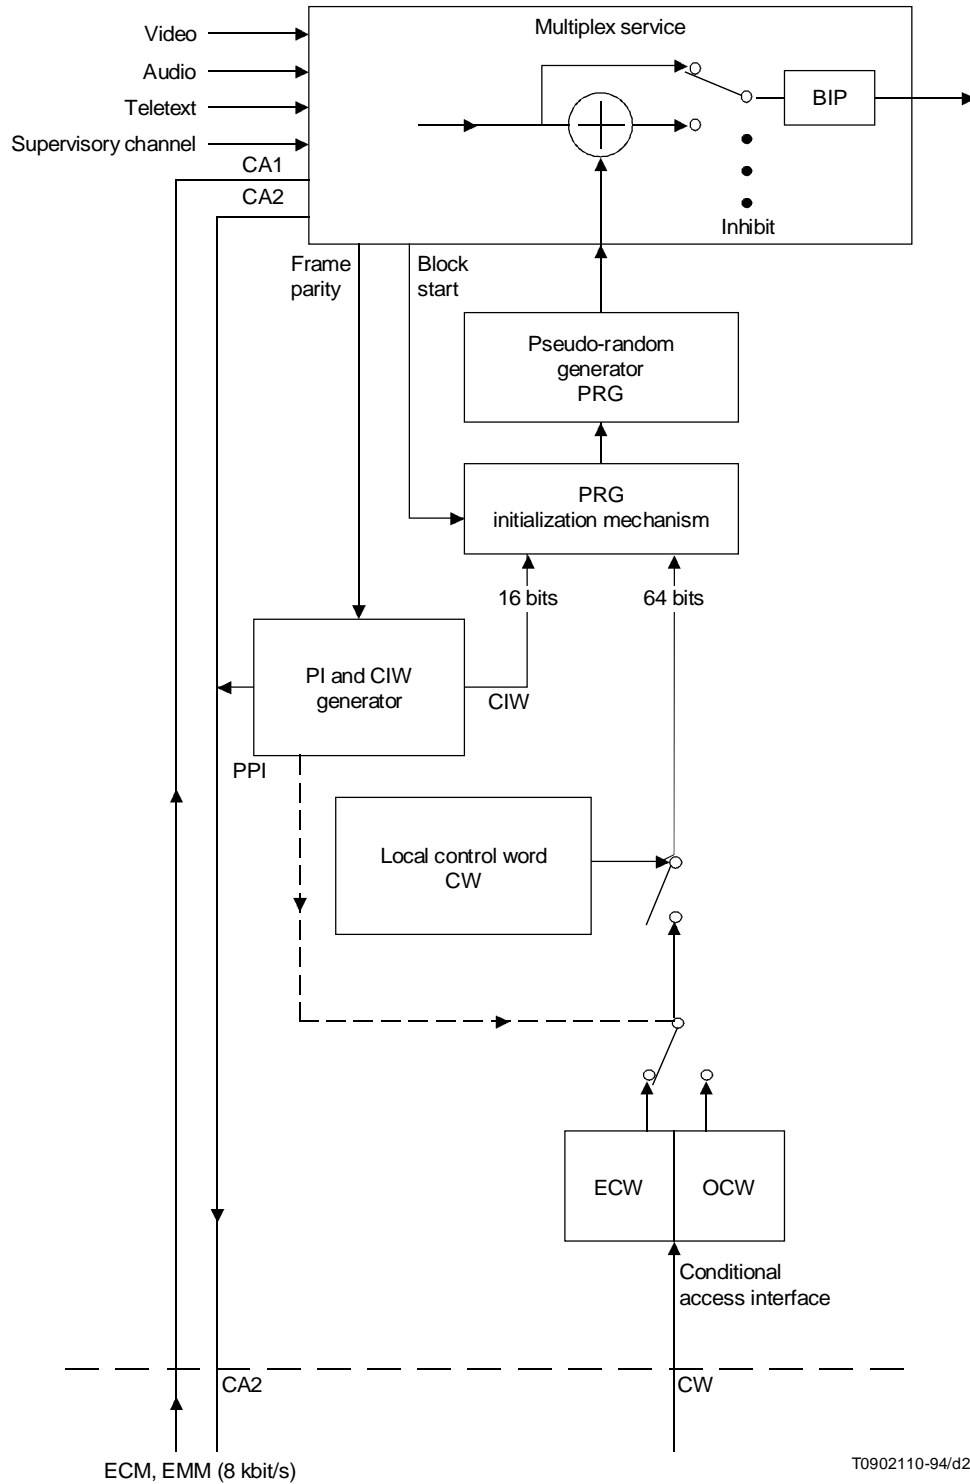 Multiplex service
Video
Audio
Teletext
Supervisory channel
CA1
CA2
BIP
Inhibit
Frame
parity
Block
start
Pseudo-random
generator
PRG
PRG
initialization mechanism
16 bits
64 bits
PI and CIW
generator
CIW
PPI
Local control word
CW
ECW
OCW
Conditional
access interface
CA2
CW
ECM, EMM (8 kbit/s)
T0902110-94/d2